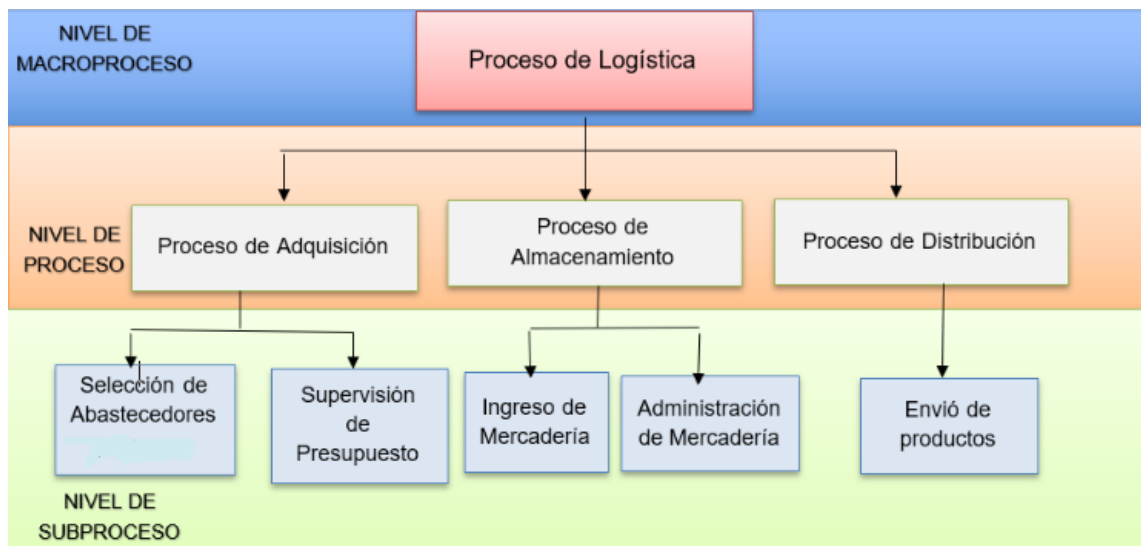 NIVEL DE
MACROPROCESO
Proceso de Logística
NIVEL DE
PROCESO
Proceso de Adquisición
Proceso de
Almacenamiento
Proceso de Distribución
Selección de
Abastecedores
Supervisión
de
Presupuesto
Ingreso de
Mercadería
Administración
de Mercadería
Envió de
productos
NIVEL DE
SUBPROCESO